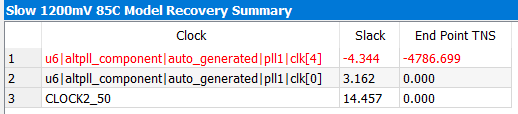 Slow 1200mV 85C Model Recovery Summary
Clock Slack End Point TNS
1 u6|altpll_component|auto_generated|pll1|clk[4] -4.344 -4786.699
2 u6|altpll_component|auto_generated|pll1|clk[0] 3.162 0.000
3 CLOCK2_50 14.457 0.000